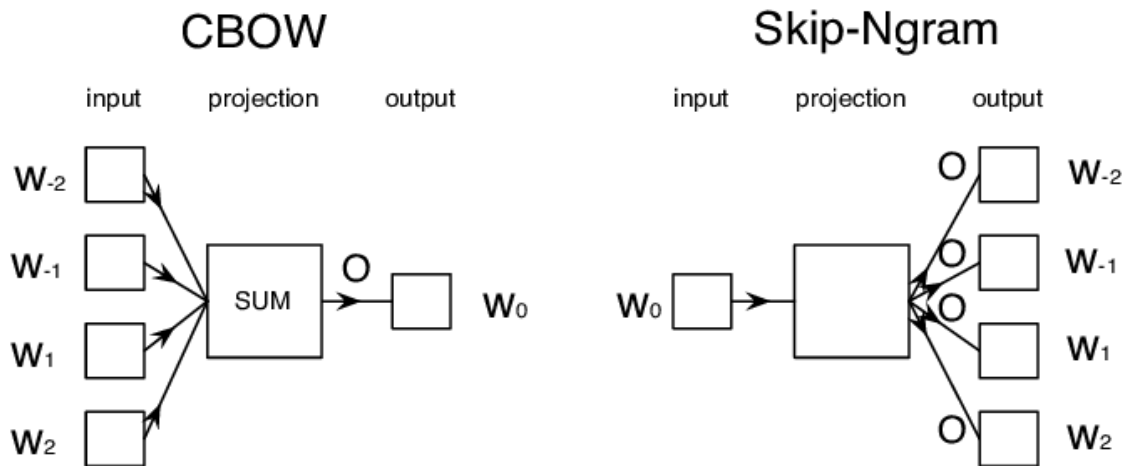 CBOW
input projection output
w-2
w-1
w1
w2
SUM
O
w0
Skip-Ngram
input projection output
w0
O
O
O
O
w-2
w-1
w1
w2